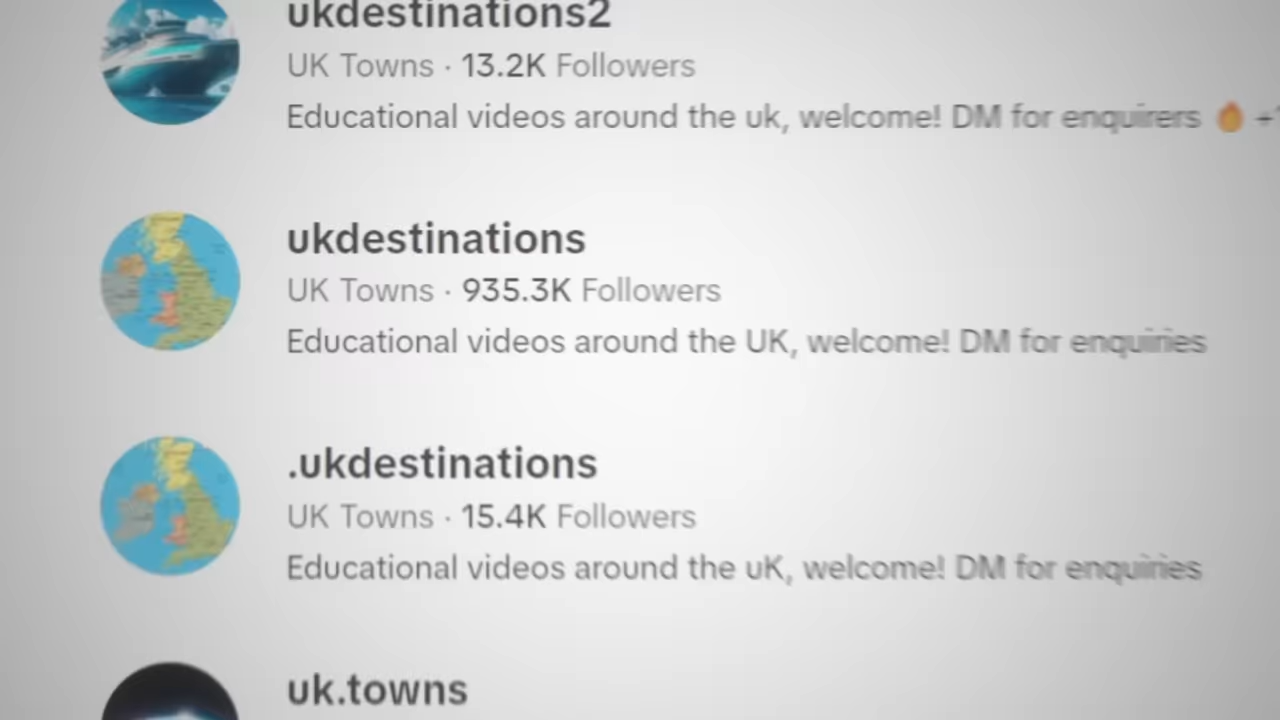 ukdestinations2
UK Towns · 13.2K Followers
Educational videos around the uk, welcome! DM for enquirers 🔥
ukdestinations
UK Towns · 935.3K Followers
Educational videos around the UK, welcome! DM for enquiries
.ukdestinations
UK Towns · 15.4K Followers
Educational videos around the uK, welcome! DM for enquiries
uk.towns